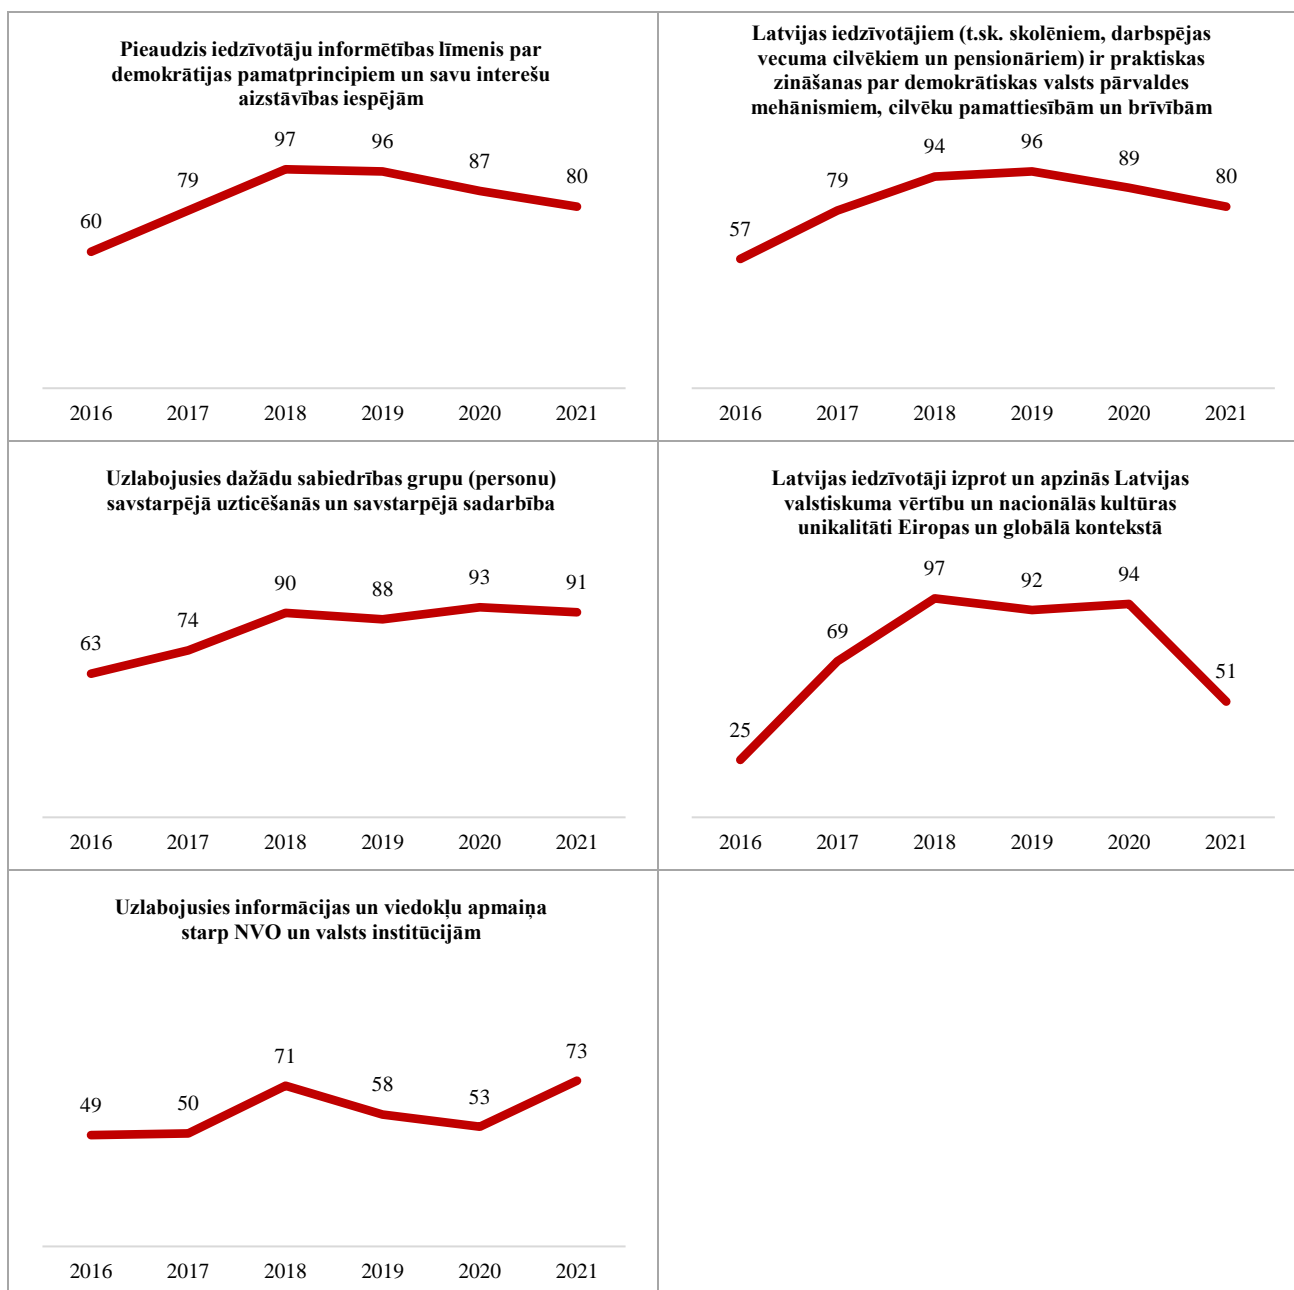 Pieaudzis iedzīvotāju informētības līmenis par
demokrātijas pamatprincipiem un savu interešu
aizstāvības iespējām
60
79
97
96
87
80
2016 2017 2018 2019 2020 2021
Latvijas iedzīvotājiem (t.sk. skolēniem, darbspējas
vecuma cilvēkiem un pensionāriem) ir praktiskas
zināšanas par demokrātiskas valsts pārvaldes
mehānismiem, cilvēku pamattiesībām un brīvībām
57
79
94
96
89
80
2016 2017 2018 2019 2020 2021
Uzlabojusies dažādu sabiedrības grupu (personu)
savstarpējā uzticēšanās un savstarpējā sadarbība
63
74
90
88
93
91
2016 2017 2018 2019 2020 2021
Latvijas iedzīvotāji izprot un apzinās Latvijas
valstiskuma vērtību un nacionālās kultūras
unikalitāti Eiropas un globālā kontekstā
25
69
97
92
94
51
2016 2017 2018 2019 2020 2021
Uzlabojusies informācijas un viedokļu apmaiņa
starp NVO un valsts institūcijām
49
50
71
58
53
73
2016 2017 2018 2019 2020 2021